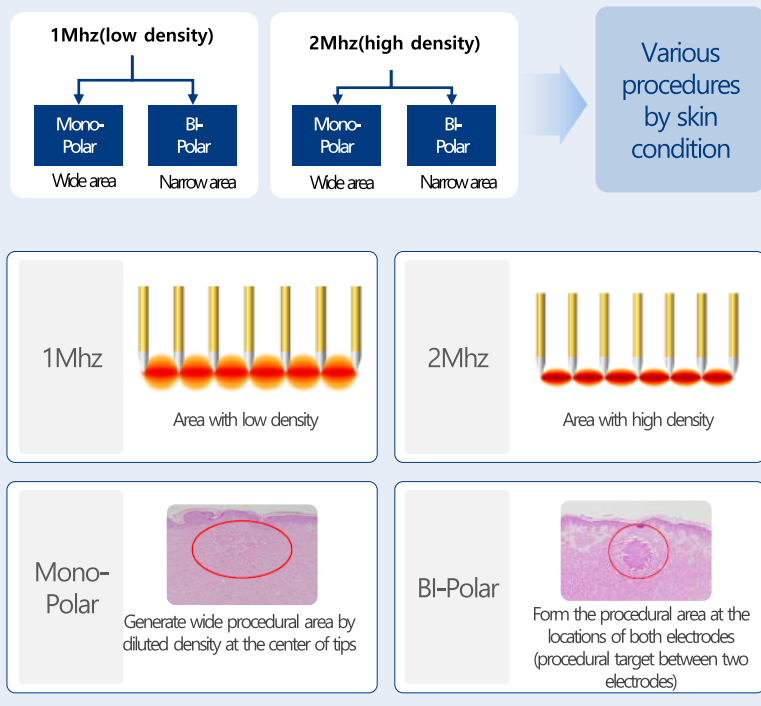 1Mhz(low density)
Mono-
Polar
BI-
Polar
Wide area
Narrow area
2Mhz(high density)
Mono-
Polar
BI-
Polar
Wide area
Narrow area
Various
procedures
by skin
condition
1Mhz
Area with low density
2Mhz
Area with high density
Mono-
Polar
Generate wide procedural area by
diluted density at the center of tips
BI-Polar
Form the procedural area at the
locations of both electrodes
(procedural target between two
electrodes)